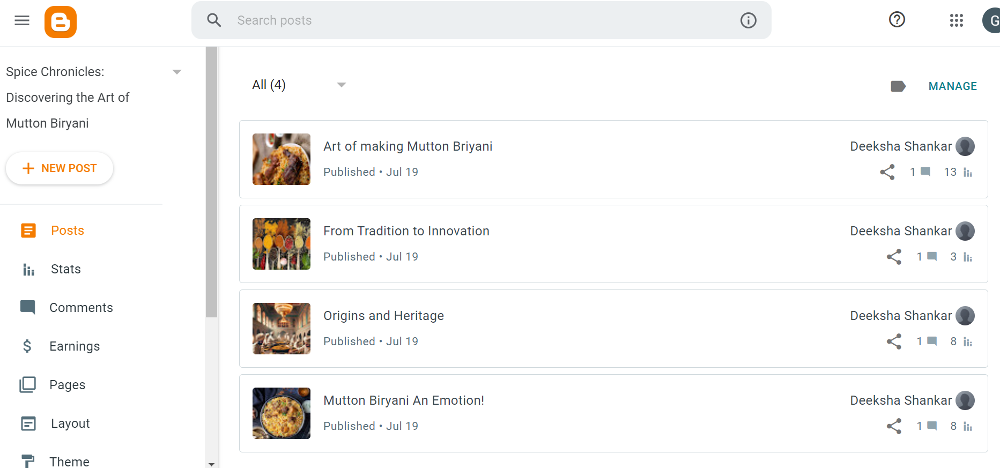 Search posts
G
Spice Chronicles:
Discovering the Art of
Mutton Biryani
NEW POST
Posts
Stats
Comments
Earnings
Pages
Layout
Theme
All (4)
MANAGE
Art of making Mutton Briyani
Deeksha Shankar
Published • Jul 19
1 13
From Tradition to Innovation
Deeksha Shankar
Published • Jul 19
1 3
Origins and Heritage
Deeksha Shankar
Published • Jul 19
1 8
Mutton Biryani An Emotion!
Deeksha Shankar
Published • Jul 19
1 8